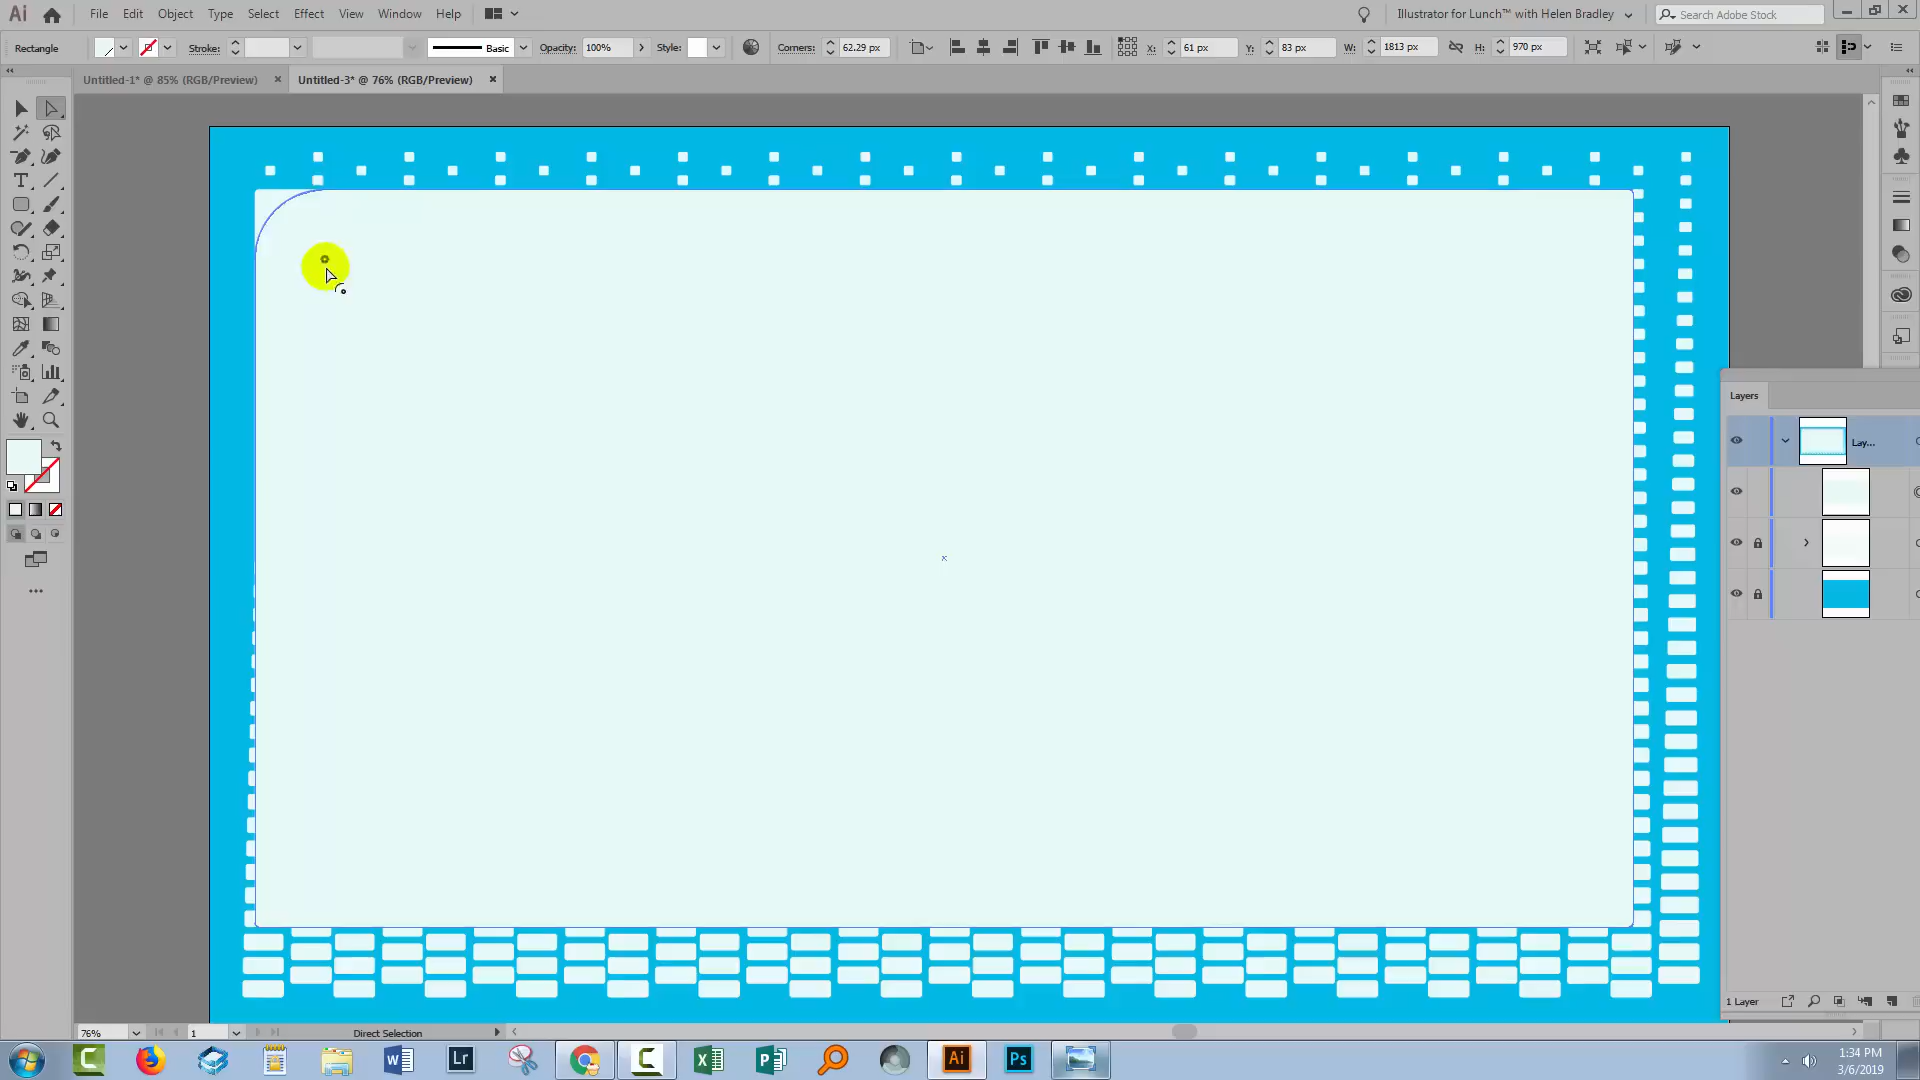 Ai File Edit Object Type Select Effect View Window Help Illustrator for Lunch™ with Helen Bradley Search Adobe Stock
Rectangle Stroke: Basic Opacity: 100% Style: Corners: 62.29 px X: 61 px Y: 83 px W: 1813 px H: 970 px
Untitled-1* @ 85% (RGB/Preview) × Untitled-3* @ 76% (RGB/Preview) ×
Layers
Lay...
1 Layer
76% 1 Direct Selection
Lr Ai Ps
1:34 PM
3/6/2019